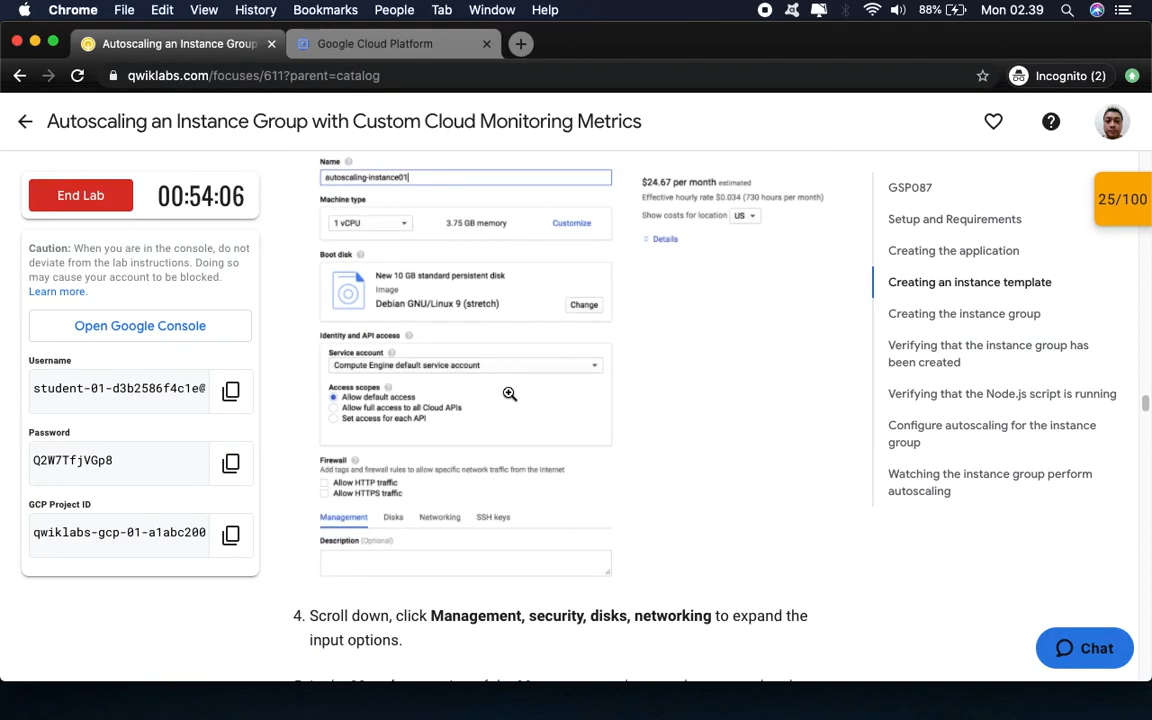 Chrome File Edit View History Bookmarks People Tab Window Help 88% Mon 02.39
Autoscaling an Instance Group Google Cloud Platform
qwiklabs.com/focuses/611?parent=catalog Incognito (2)
Autoscaling an Instance Group with Custom Cloud Monitoring Metrics
End Lab 00:54:06
Caution: When you are in the console, do not
deviate from the lab instructions. Doing so
may cause your account to be blocked.
Learn more.
Open Google Console
Username
student-01-d3b2586f4c1e@
Password
Q2W7TfjVGp8
GCP Project ID
qwiklabs-gcp-01-a1abc200
Name
autoscaling-instance01
Machine type
1 vCPU 3.75 GB memory Customize
Boot disk
New 10 GB standard persistent disk
Image
Debian GNU/Linux 9 (stretch) Change
Identity and API access
Service account
Compute Engine default service account
Access scopes
Allow default access
Allow full access to all Cloud APIs
Set access for each API
Firewall
Add tags and firewall rules to allow specific network traffic from the Internet
Allow HTTP traffic
Allow HTTPS traffic
Management Disks Networking SSH keys
Description (Optional)
$24.67 per month estimated
Effective hourly rate $0.034 (730 hours per month)
Show costs for location US
Details
4. Scroll down, click Management, security, disks, networking to expand the
input options.
GSP087
Setup and Requirements
Creating the application
Creating an instance template
Creating the instance group
Verifying that the instance group has
been created
Verifying that the Node.js script is running
Configure autoscaling for the instance
group
Watching the instance group perform
autoscaling
25/100
Chat